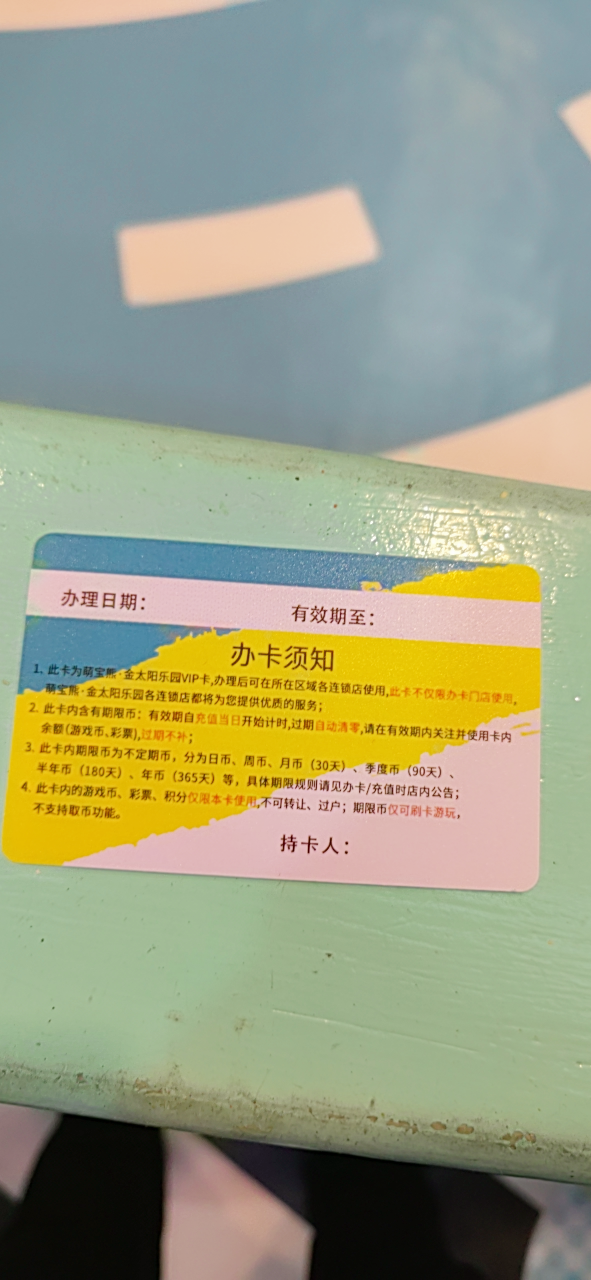 办理日期： 有效期至：
办卡须知
1. 此卡为萌宝熊·金太阳乐园VIP卡,办理后可在所在区域各连锁店使用,此卡不仅限办卡门店使用,
萌宝熊·金太阳乐园各连锁店都将为您提供优质的服务；
2. 此卡内含有期限币：有效期自充值当日开始计时,过期自动清零,请在有效期内关注并使用卡内
余额(游戏币、彩票),过期不补；
3. 此卡内期限币为不定期币，分为日币、周币、月币（30天）、季度币（90天）、
半年币（180天）、年币（365天）等，具体期限规则请见办卡/充值时店内公告；
4. 此卡内的游戏币、彩票、积分仅限本卡使用,不可转让、过户；期限币仅可刷卡游玩，
不支持取币功能。
持卡人：